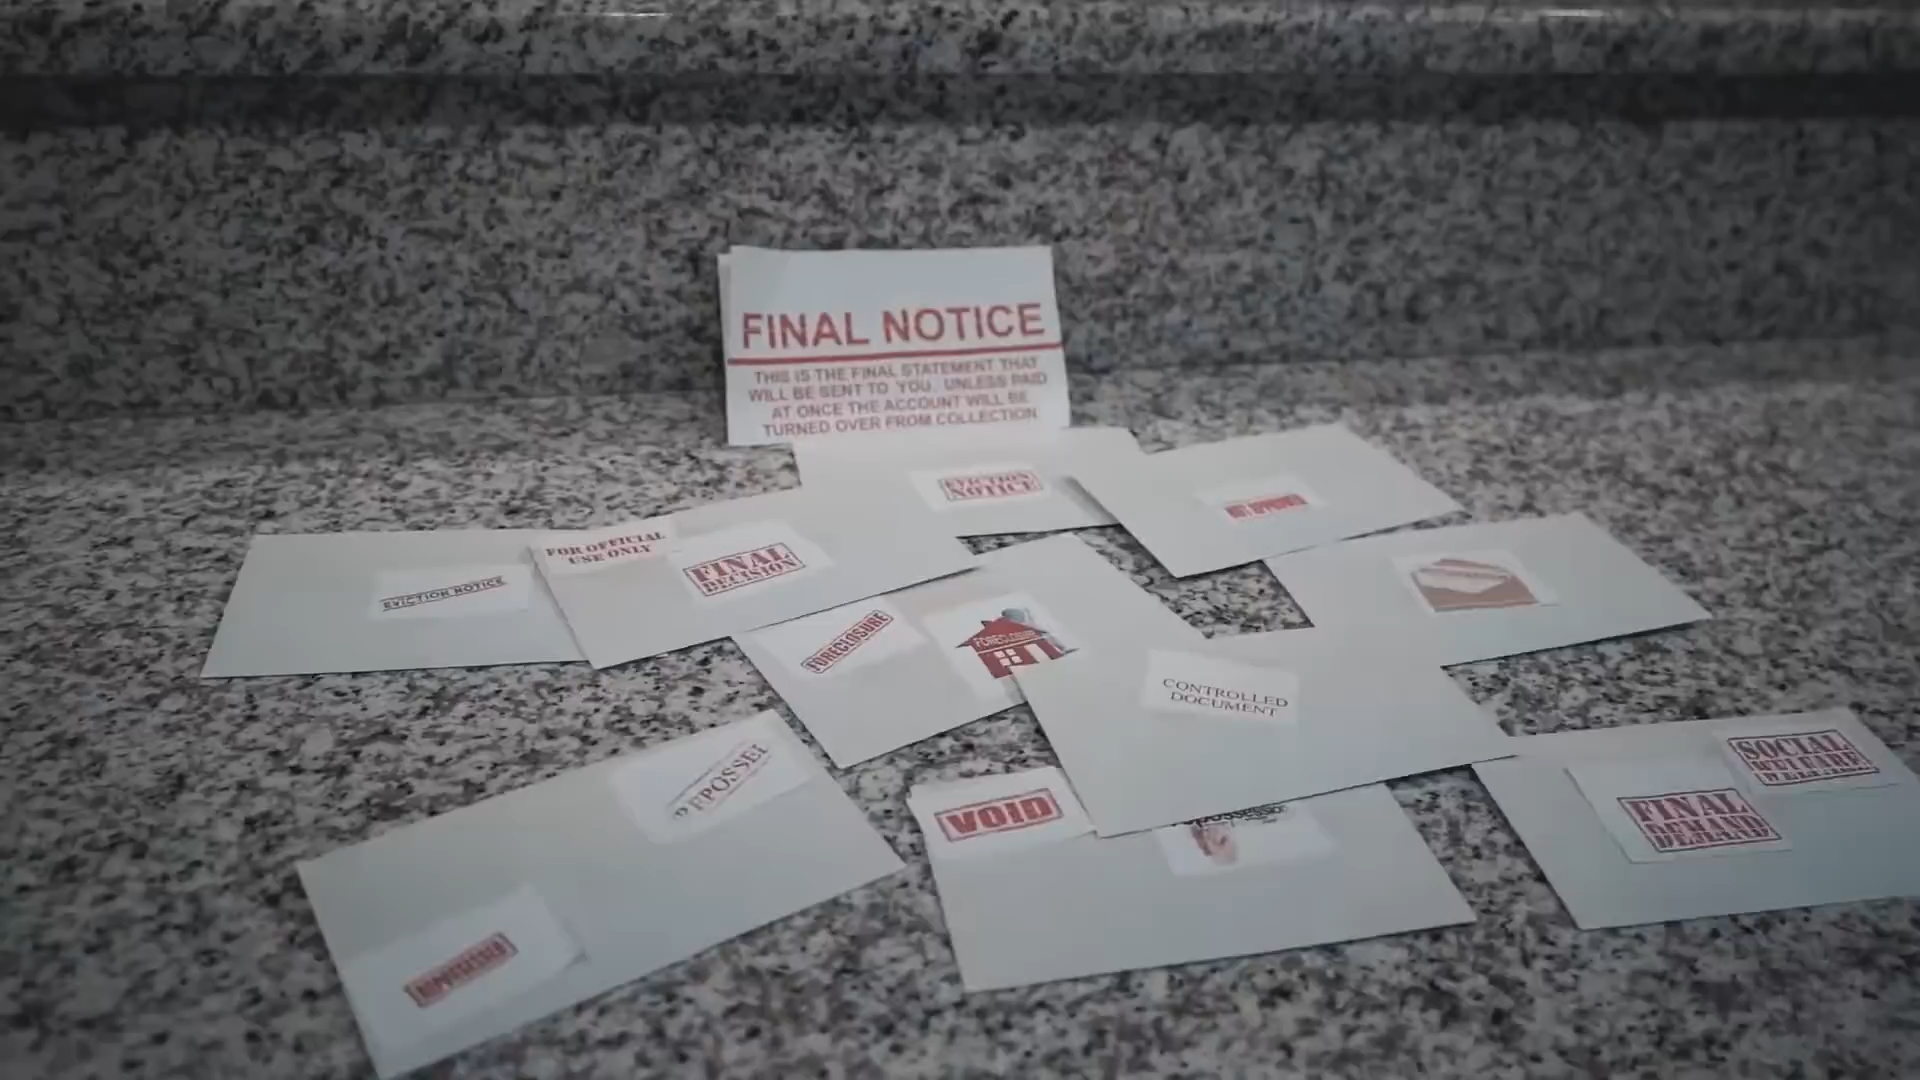 FINAL NOTICE
THIS IS THE FINAL STATEMENT THAT
WILL BE SENT TO YOU. UNLESS PAID
AT ONCE THE ACCOUNT WILL BE
TURNED OVER FROM COLLECTION
EVICTION
NOTICE
NOT APPROVED
EVICTION NOTICE
FOR OFFICIAL
USE ONLY
FINAL
DECISION
FORECLOSURE
FORECLOSURE
CONTROLLED
DOCUMENT
VOID
SOCIAL
WELFARE
FINAL
DEMAND